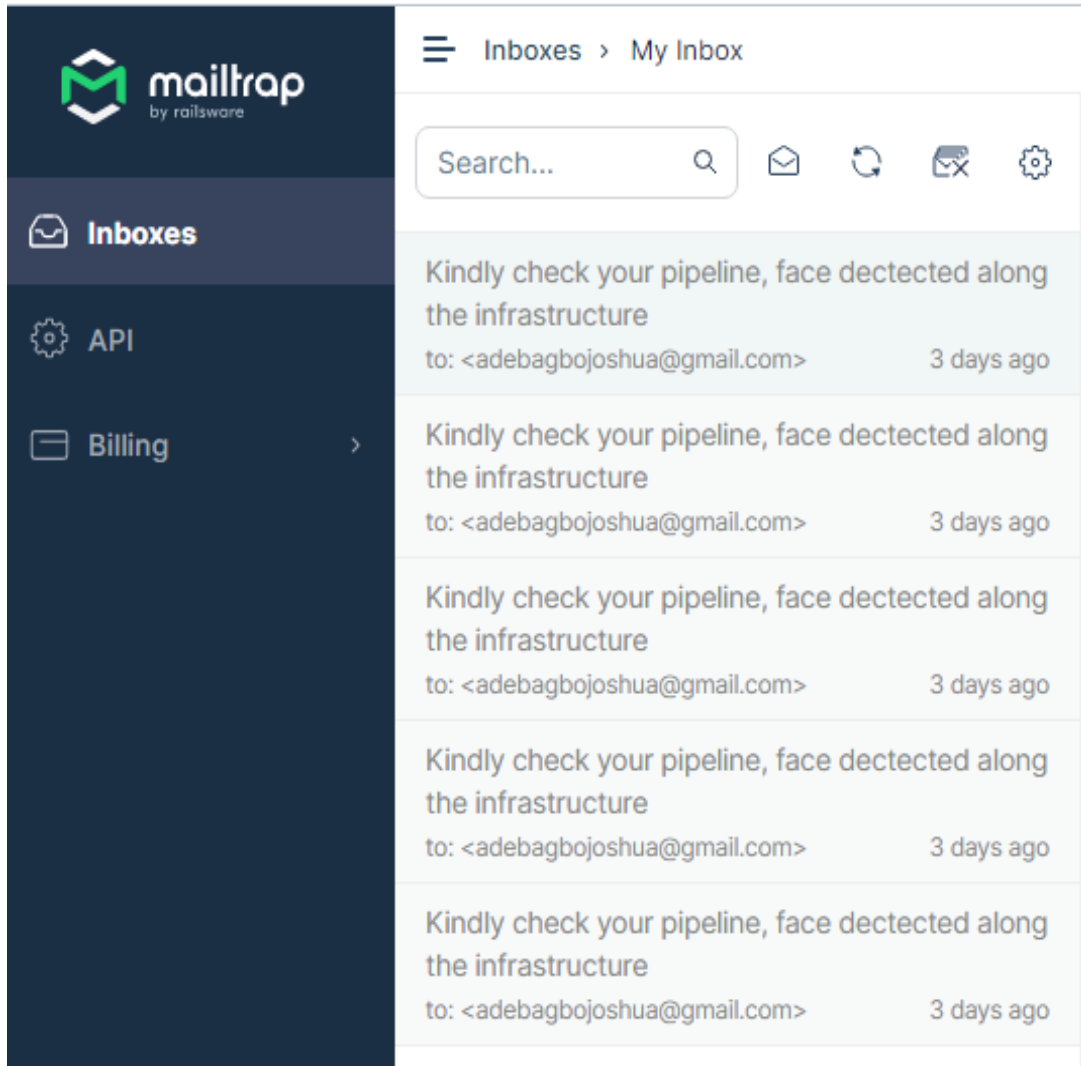 mailtrap
by railsware
Inboxes
API
Billing
Inboxes › My Inbox
Search...
Kindly check your pipeline, face dectected along
the infrastructure
to: <adebagbojoshua@gmail.com> 3 days ago
Kindly check your pipeline, face dectected along
the infrastructure
to: <adebagbojoshua@gmail.com> 3 days ago
Kindly check your pipeline, face dectected along
the infrastructure
to: <adebagbojoshua@gmail.com> 3 days ago
Kindly check your pipeline, face dectected along
the infrastructure
to: <adebagbojoshua@gmail.com> 3 days ago
Kindly check your pipeline, face dectected along
the infrastructure
to: <adebagbojoshua@gmail.com> 3 days ago